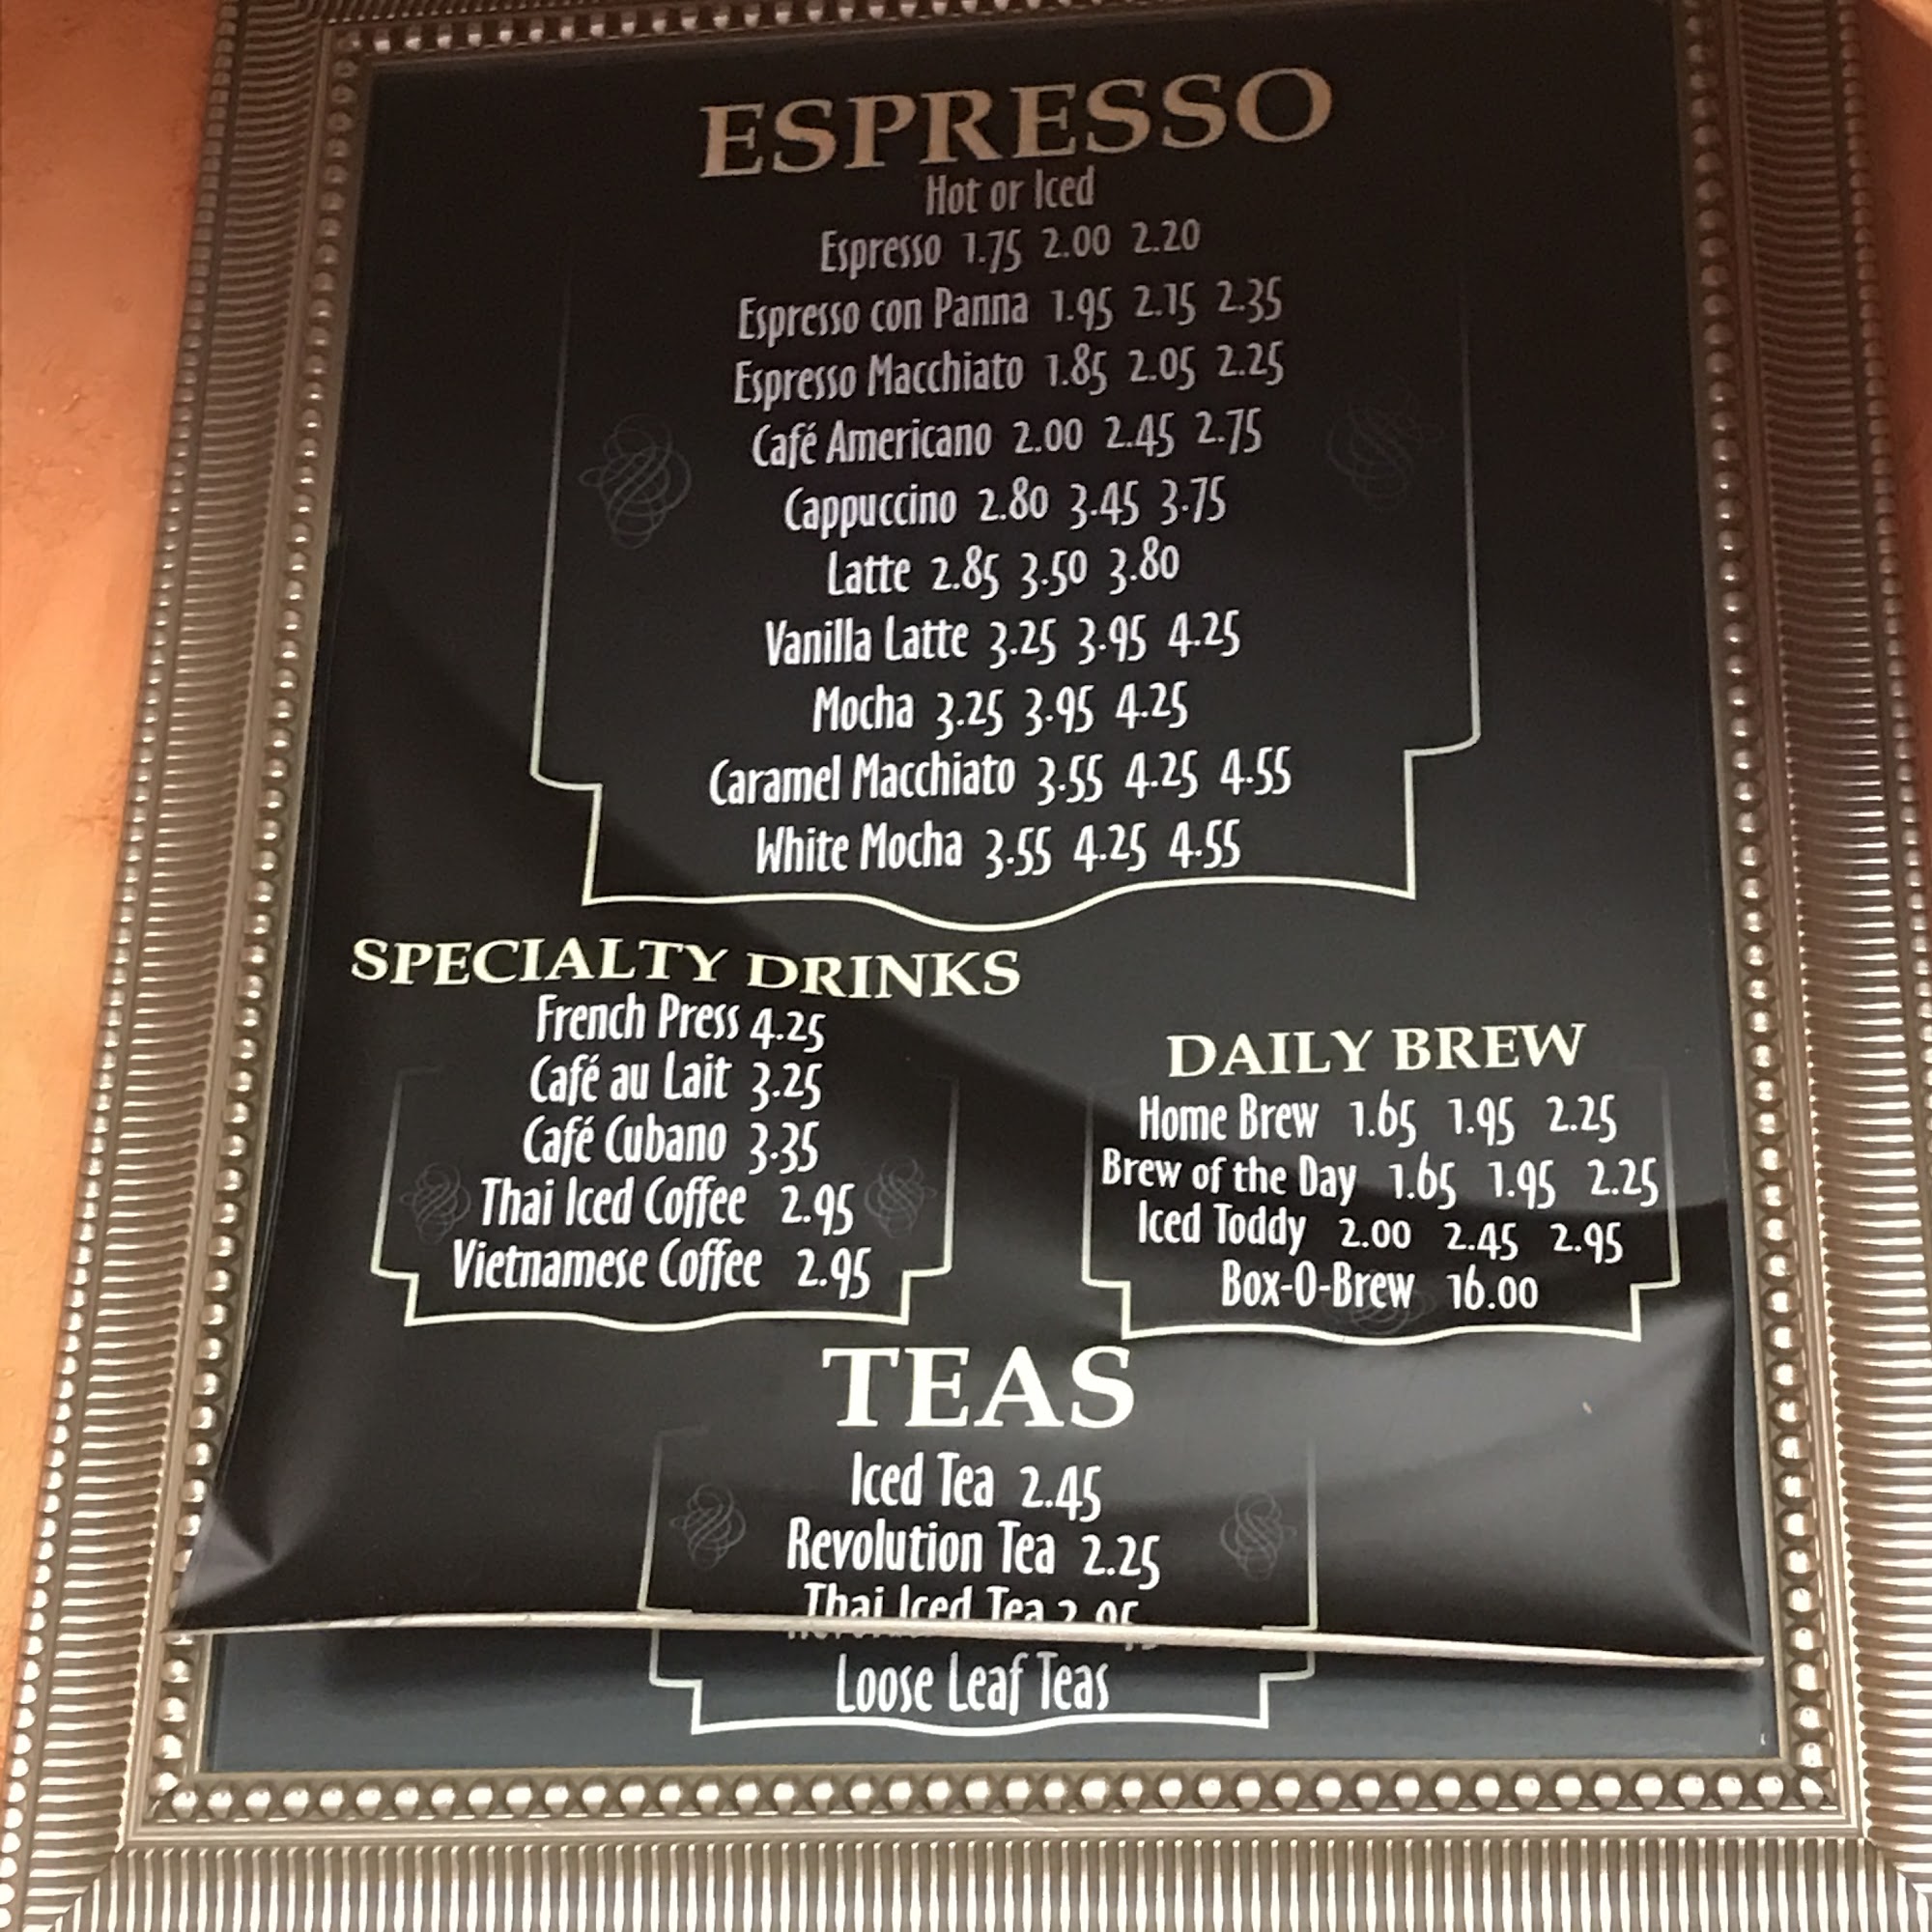 ESPRESSO
Hot or Iced
Espresso 1.75 2.00 2.20
Espresso con Panna 1.95 2.15 2.35
Espresso Macchiato 1.85 2.05 2.25
Café Americano 2.00 2.45 2.75
Cappuccino 2.80 3.45 3.75
Latte 2.85 3.50 3.80
Vanilla Latte 3.25 3.95 4.25
Mocha 3.25 3.95 4.25
Caramel Macchiato 3.55 4.25 4.55
White Mocha 3.55 4.25 4.55
SPECIALTY DRINKS
French Press 4.25
Café au Lait 3.25
Café Cubano 3.35
Thai Iced Coffee 2.95
Vietnamese Coffee 2.95
DAILY BREW
Home Brew 1.65 1.95 2.25
Brew of the Day 1.65 1.95 2.25
Iced Toddy 2.00 2.45 2.95
Box-O-Brew 16.00
TEAS
Iced Tea 2.45
Revolution Tea 2.25
Thai Iced Tea
Loose Leaf Teas